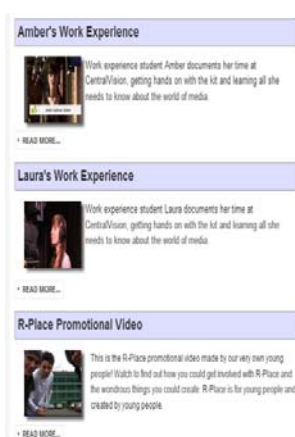 Amber's Work Experience
Work experience student Amber documents her time at
CentralVision, getting hands on with the kit and learning all she
needs to know about the world of media.
• READ MORE...
Laura's Work Experience
Work experience student Laura documents her time at
CentralVision, getting hands on with the kit and learning all she
needs to know about the world of media.
• READ MORE...
R-Place Promotional Video
This is the R-Place promotional video made by our very own young
people! Watch to find out how you could get involved with R-Place and
the wondrous things you could create. R-Place is for young people and
created by young people.
• READ MORE...